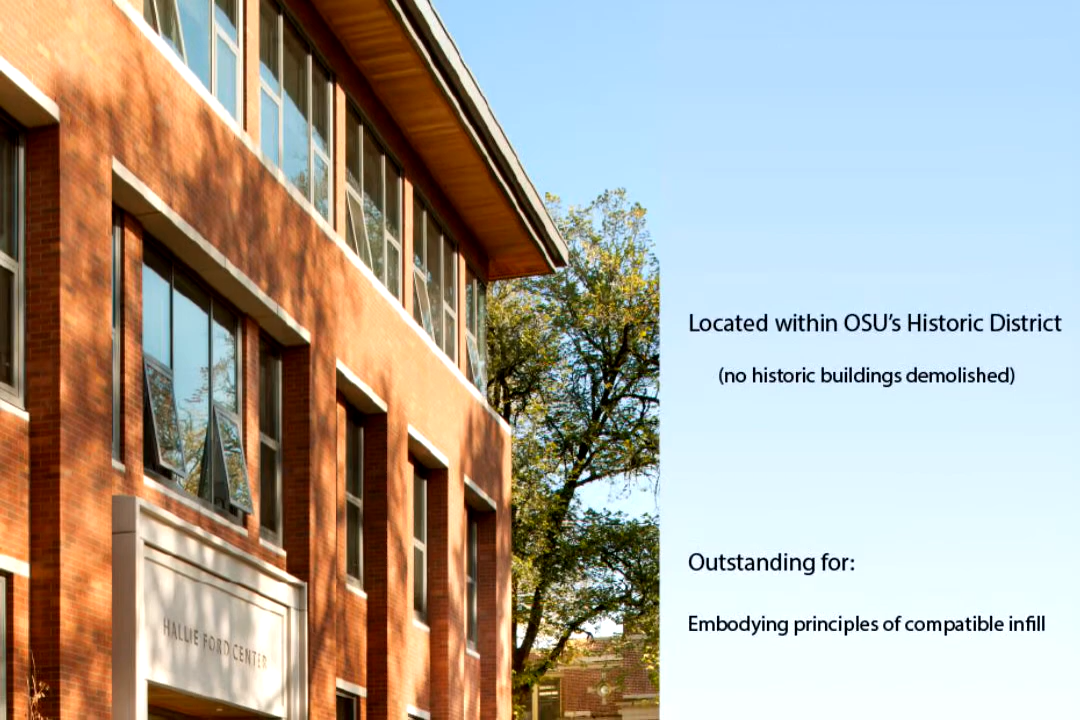 Located within OSU’s Historic District
(no historic buildings demolished)
Outstanding for:
Embodying principles of compatible infill
HALLIE FORD CENTER